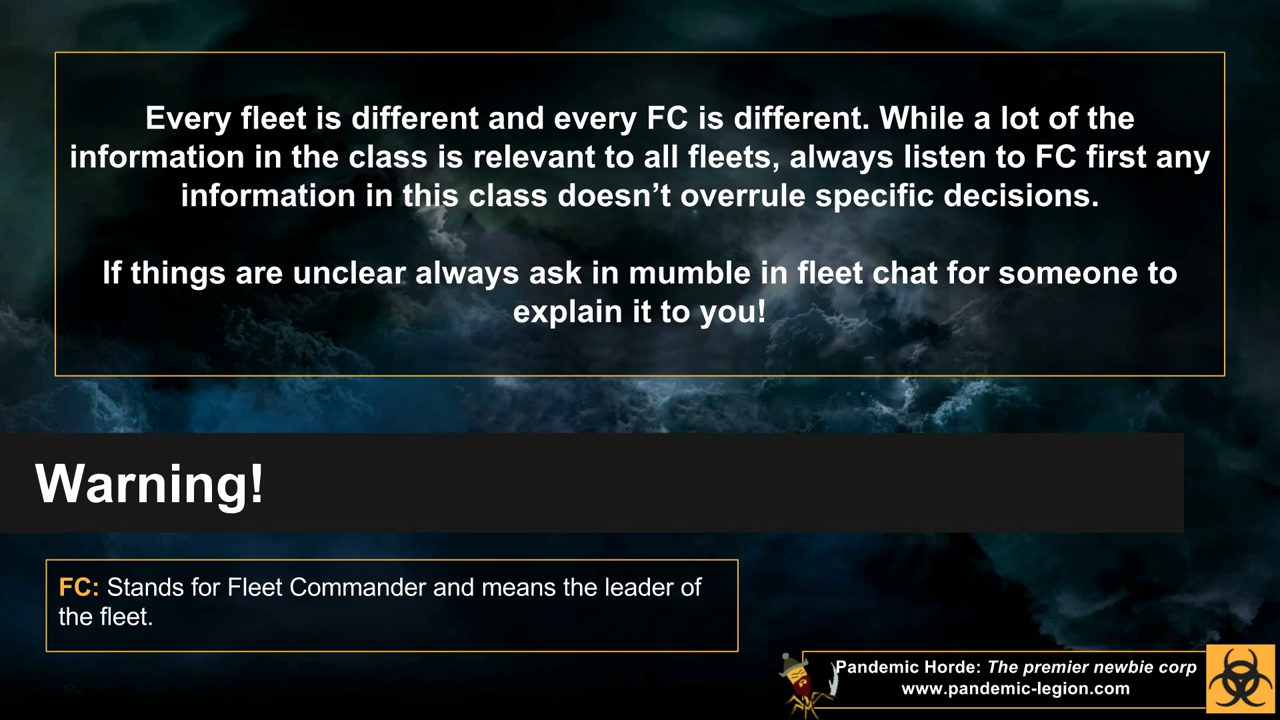 Every fleet is different and every FC is different. While a lot of the
information in the class is relevant to all fleets, always listen to FC first any
information in this class doesn’t overrule specific decisions.
If things are unclear always ask in mumble in fleet chat for someone to
explain it to you!
Warning!
FC: Stands for Fleet Commander and means the leader of
the fleet.
Pandemic Horde: The premier newbie corp
www.pandemic-legion.com